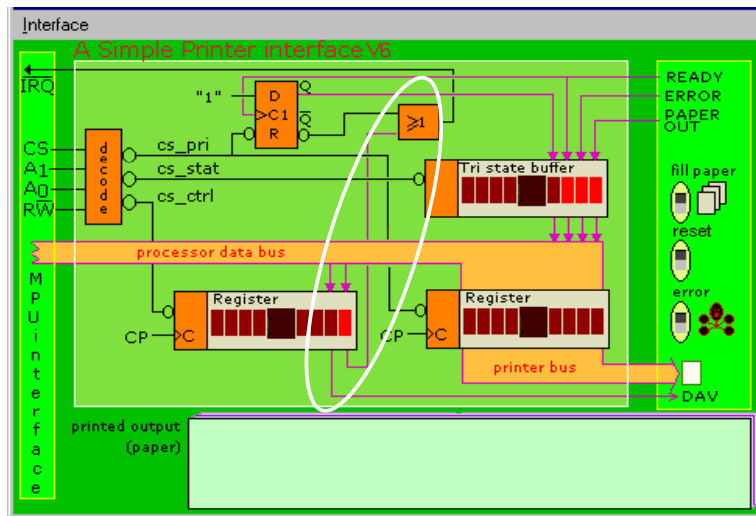 Interface
A Simple Printer interface V6
IRQ
"1"
D
C1
R
Q
Q
≥1
READY
ERROR
PAPER
OUT
CS
A1
A0
RW
decode
cs_pri
cs_stat
cs_ctrl
Tri state buffer
fill paper
reset
error
processor data bus
MPUinterface
Register
CP
C
Register
CP
C
printer bus
DAV
printed output
(paper)